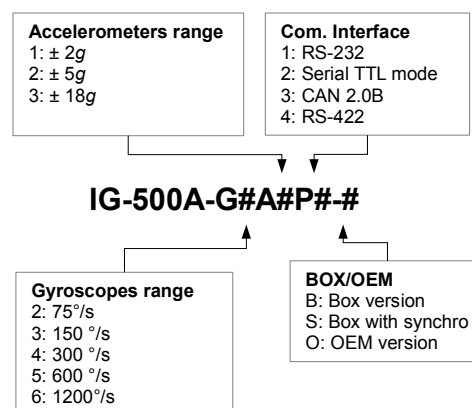 Accelerometers range
1: ± 2g
2: ± 5g
3: ± 18g
Com. Interface
1: RS-232
2: Serial TTL mode
3: CAN 2.0B
4: RS-422
IG-500A-G#A#P#-#
Gyroscopes range
2: 75°/s
3: 150 °/s
4: 300 °/s
5: 600 °/s
6: 1200°/s
BOX/OEM
B: Box version
S: Box with synchro
O: OEM version